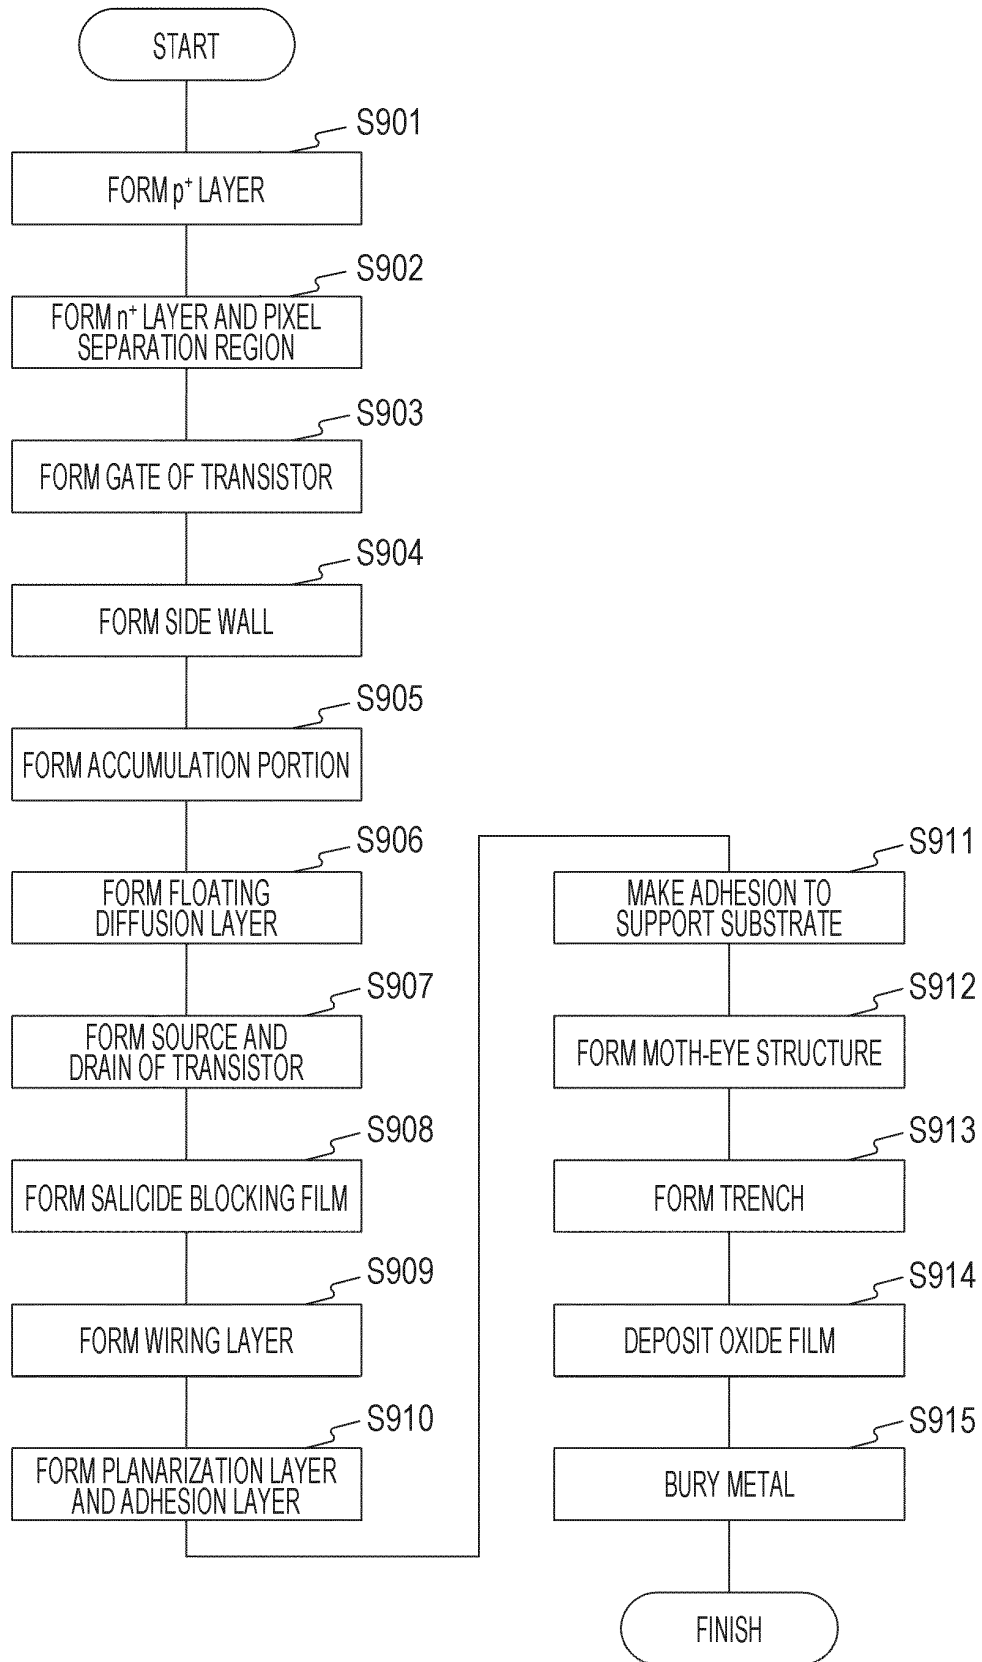 START
S901
FORM p⁺ LAYER
S902
FORM n⁺ LAYER AND PIXEL
SEPARATION REGION
S903
FORM GATE OF TRANSISTOR
S904
FORM SIDE WALL
S905
FORM ACCUMULATION PORTION
S906
FORM FLOATING
DIFFUSION LAYER
S907
FORM SOURCE AND
DRAIN OF TRANSISTOR
S908
FORM SALICIDE BLOCKING FILM
S909
FORM WIRING LAYER
S910
FORM PLANARIZATION LAYER
AND ADHESION LAYER
S911
MAKE ADHESION TO
SUPPORT SUBSTRATE
S912
FORM MOTH-EYE STRUCTURE
S913
FORM TRENCH
S914
DEPOSIT OXIDE FILM
S915
BURY METAL
FINISH